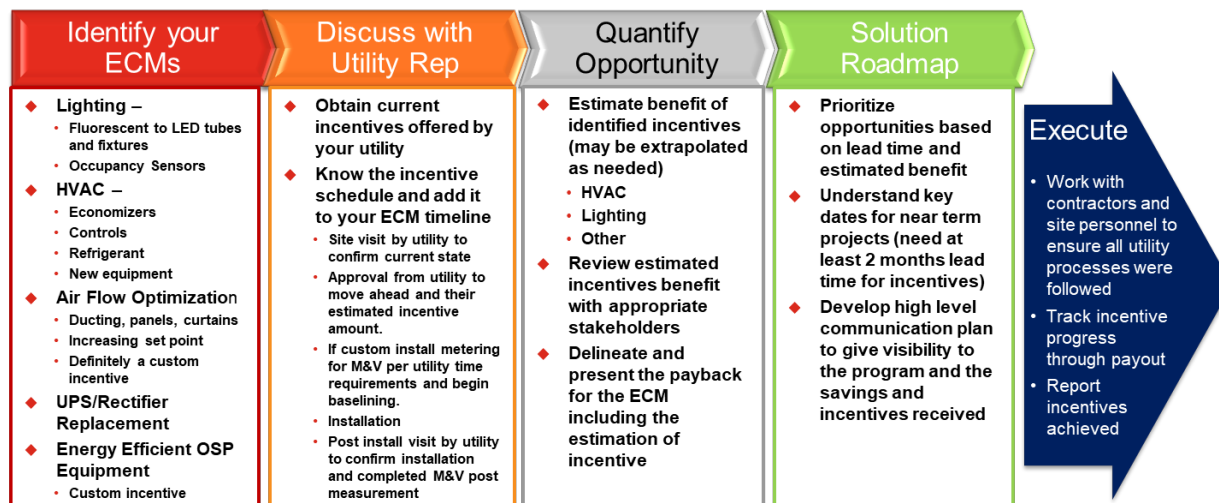 Identify your
ECMs
Lighting –
Fluorescent to LED tubes
and fixtures
Occupancy Sensors
HVAC –
Economizers
Controls
Refrigerant
New equipment
Air Flow Optimization
Ducting, panels, curtains
Increasing set point
Definitely a custom
incentive
UPS/Rectifier
Replacement
Energy Efficient OSP
Equipment
Custom incentive
Discuss with
Utility Rep
Obtain current
incentives offered by
your utility
Know the incentive
schedule and add it
to your ECM timeline
Site visit by utility to
confirm current state
Approval from utility to
move ahead and their
estimated incentive
amount.
If custom install metering
for M&V per utility time
requirements and begin
baselining.
Installation
Post install visit by utility
to confirm installation
and completed M&V post
measurement
Quantify
Opportunity
Estimate benefit of
identified incentives
(may be extrapolated
as needed)
HVAC
Lighting
Other
Review estimated
incentives benefit
with appropriate
stakeholders
Delineate and
present the payback
for the ECM
including the
estimation of
incentive
Solution
Roadmap
Prioritize
opportunities based
on lead time and
estimated benefit
Understand key
dates for near term
projects (need at
least 2 months lead
time for incentives)
Develop high level
communication plan
to give visibility to
the program and the
savings and
incentives received
Execute
Work with
contractors and
site personnel to
ensure all utility
processes were
followed
Track incentive
progress
through payout
Report
incentives
achieved